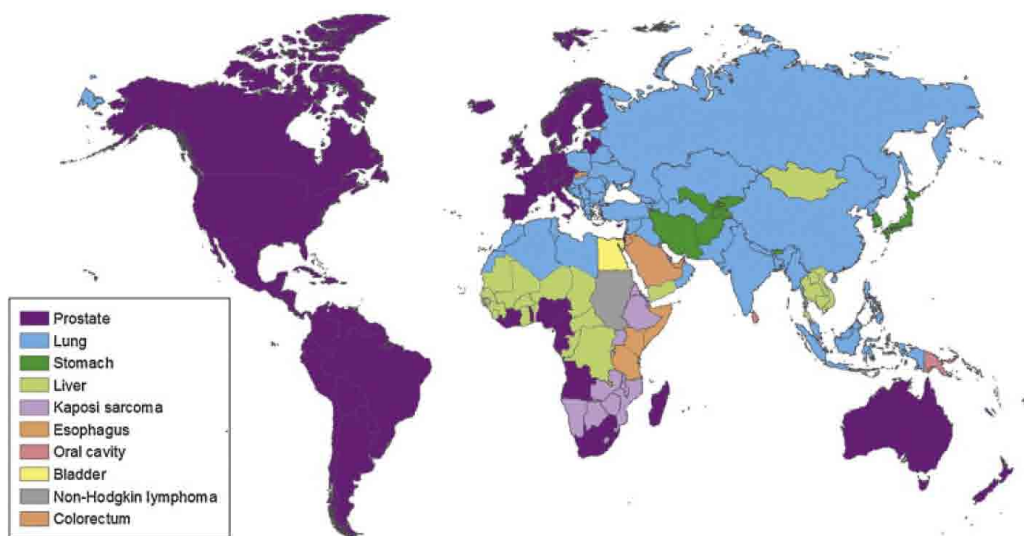 Prostate
Lung
Stomach
Liver
Kaposi sarcoma
Esophagus
Oral cavity
Bladder
Non-Hodgkin lymphoma
Colorectum